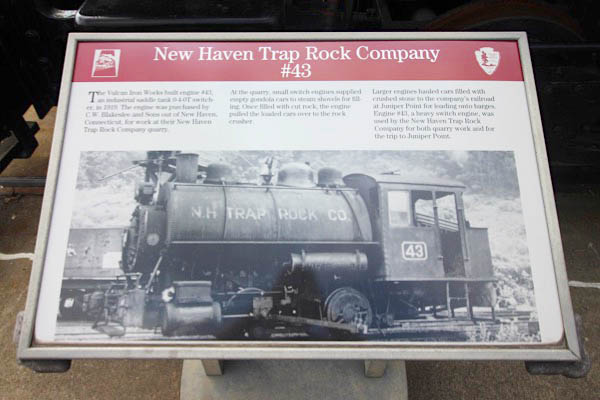 New Haven Trap Rock Company
#43
The Vulcan Iron Works built engine #43,
an industrial saddle tank 0-4-0T switch-
er, in 1919. The engine was purchased by
C.W. Blakeslee and Sons out of New Haven,
Connecticut, for work at their New Haven
Trap Rock Company quarry.
At the quarry, small switch engines supplied
empty gondola cars to steam shovels for fill-
ing. Once filled with cut rock, the engine
pulled the loaded cars over to the rock
crusher.
Larger engines hauled cars filled with
crushed stone to the company's railroad
at Juniper Point for loading onto barges.
Engine #43, a heavy switch engine, was
used by the New Haven Trap Rock
Company for both quarry work and for
the trip to Juniper Point.
N.H. TRAP ROCK CO.
43